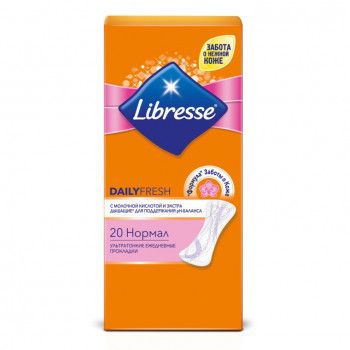 ЗАБОТА
О НЕЖНОЙ
КОЖЕ
Libresse
DAILYFRESH
С МОЛОЧНОЙ КИСЛОТОЙ И ЭКСТРА
ДЫШАЩИЕ* ДЛЯ ПОДДЕРЖАНИЯ pH-БАЛАНСА
"Формула" Заботы о Коже
20 Нормал
УЛЬТРАТОНКИЕ ЕЖЕДНЕВНЫЕ
ПРОКЛАДКИ